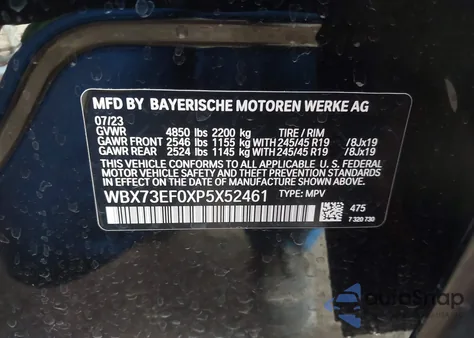 MFD BY BAYERISCHE MOTOREN WERKE AG
07/23
GVWR 4850 lbs 2200 kg TIRE / RIM
GAWR FRONT 2546 lbs 1155 kg WITH 245/45 R19 /8Jx19
GAWR REAR 2524 lbs 1145 kg WITH 245/45 R19 /8Jx19
THIS VEHICLE CONFORMS TO ALL APPLICABLE U.S. FEDERAL
MOTOR VEHICLE SAFETY, BUMPER AND THEFT PREVENTION STANDARDS
IN EFFECT ON THE DATE OF MANUFACTURE SHOWN ABOVE.
WBX73EF0XP5X52461 TYPE: MPV
475
7 320 730
AutoSnap